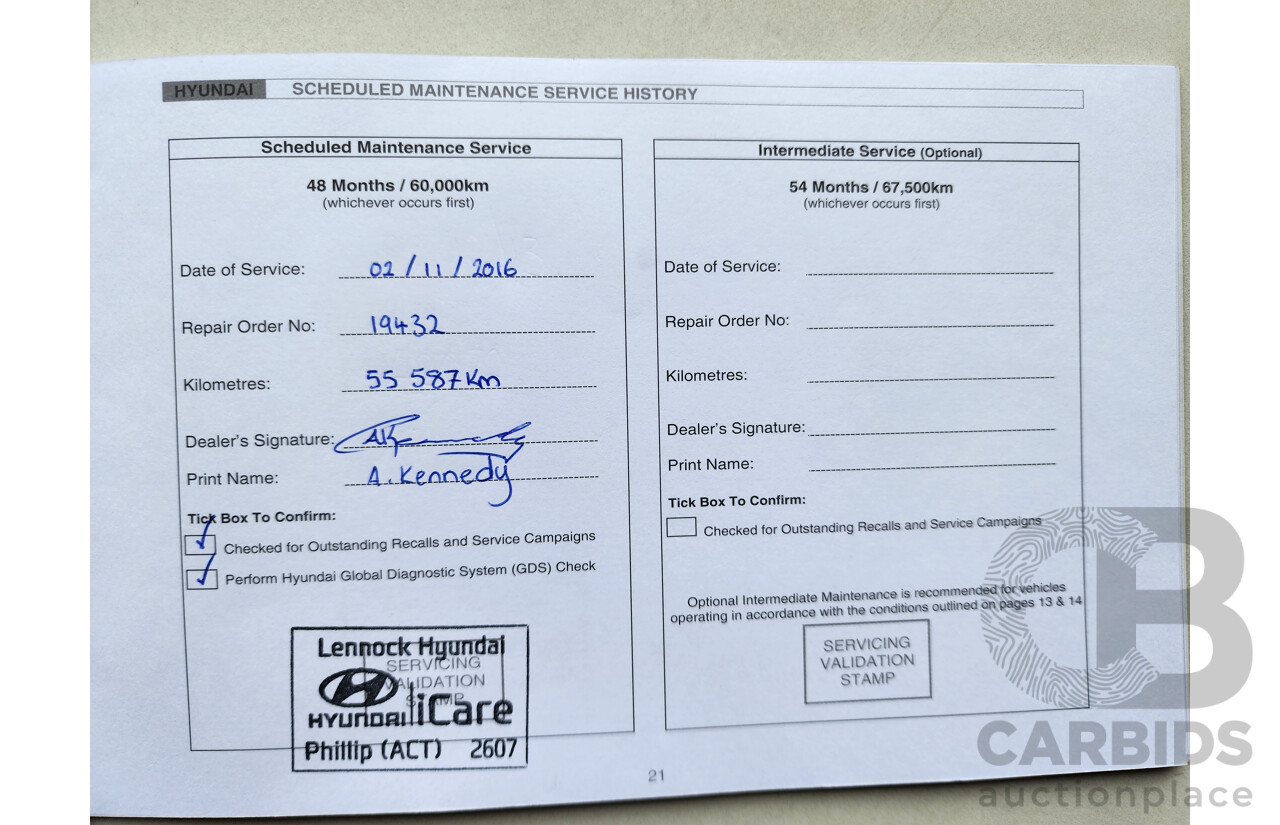 HYUNDAI SCHEDULED MAINTENANCE SERVICE HISTORY
Scheduled Maintenance Service
48 Months / 60,000km
(whichever occurs first)
Date of Service: 02 / 11 / 2016
Repair Order No: 19432
Kilometres: 55 587 Km
Dealer's Signature: AKennedy
Print Name: A. Kennedy
Tick Box To Confirm:
Checked for Outstanding Recalls and Service Campaigns
Perform Hyundai Global Diagnostic System (GDS) Check
Lennock Hyundai
SERVICING
VALIDATION
STAMP
HYUNDAI iCare
Phillip (ACT) 2607
Intermediate Service (Optional)
54 Months / 67,500km
(whichever occurs first)
Date of Service:
Repair Order No:
Kilometres:
Dealer's Signature:
Print Name:
Tick Box To Confirm:
Checked for Outstanding Recalls and Service Campaigns
Optional Intermediate Maintenance is recommended for vehicles
operating in accordance with the conditions outlined on pages 13 & 14
SERVICING
VALIDATION
STAMP
21
CB
CARBIDS
auctionplace